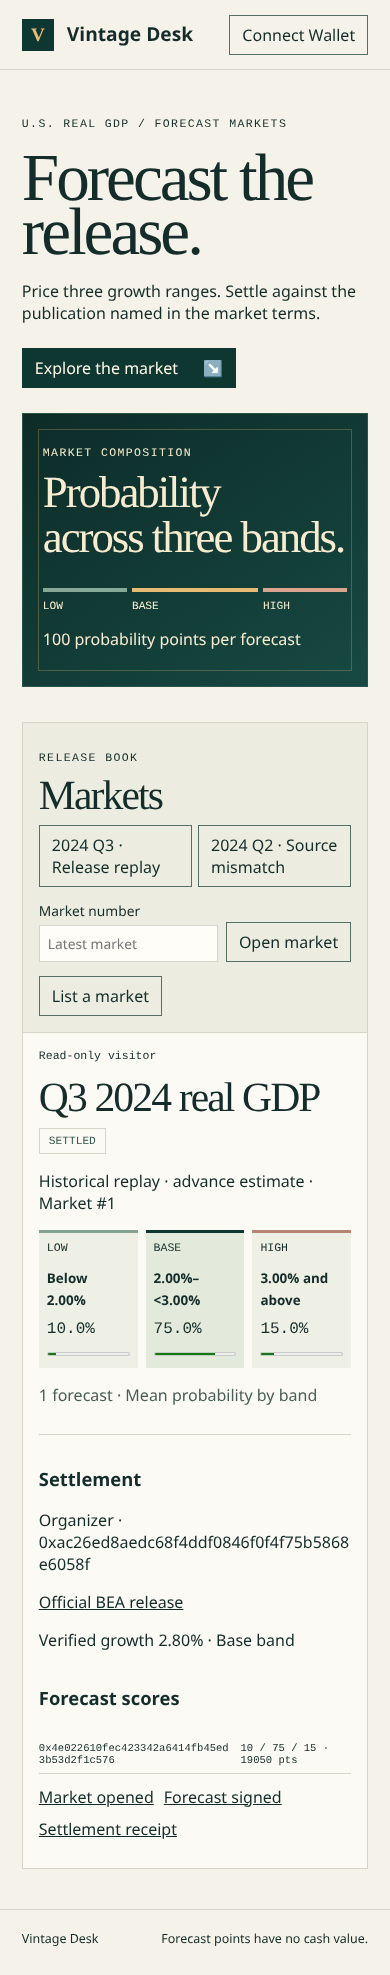 V Vintage Desk Connect Wallet
U.S. REAL GDP / FORECAST MARKETS
Forecast the
release.
Price three growth ranges. Settle against the
publication named in the market terms.
Explore the market ↘
MARKET COMPOSITION
Probability
across three bands.
LOW BASE HIGH
100 probability points per forecast
RELEASE BOOK
Markets
2024 Q3 ·
Release replay
2024 Q2 · Source
mismatch
Market number
Latest market Open market
List a market
Read-only visitor
Q3 2024 real GDP
SETTLED
Historical replay · advance estimate ·
Market #1
LOW
Below
2.00%
10.0%
BASE
2.00%–
<3.00%
75.0%
HIGH
3.00% and
above
15.0%
1 forecast · Mean probability by band
Settlement
Organizer ·
0xac26ed8aedc68f4ddf0846f0f4f75b5868
e6058f
Official BEA release
Verified growth 2.80% · Base band
Forecast scores
0x4e022610fec423342a6414fb45ed
3b53d2f1c576
10 / 75 / 15 ·
19050 pts
Market opened Forecast signed
Settlement receipt
Vintage Desk Forecast points have no cash value.